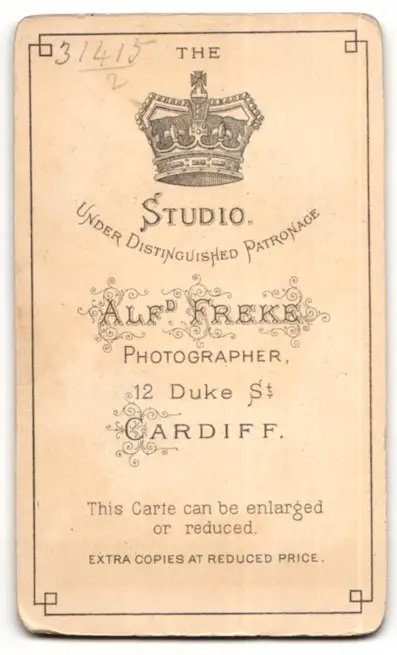 31415
2
THE
STUDIO.
UNDER DISTINGUISHED PATRONAGE
ALFD FREKE
PHOTOGRAPHER,
12 Duke St
CARDIFF.
This Carte can be enlarged
or reduced.
EXTRA COPIES AT REDUCED PRICE.